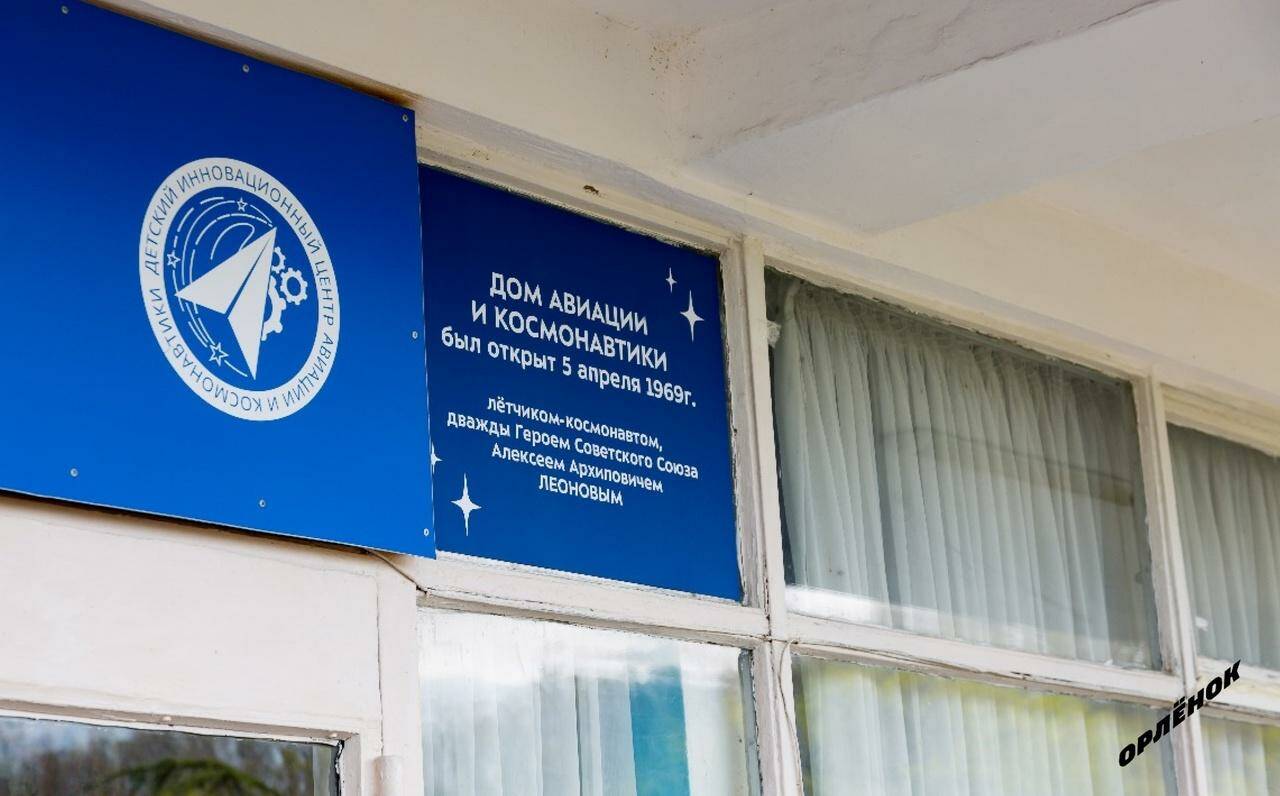 ДЕТСКИЙ ИННОВАЦИОННЫЙ ЦЕНТР АВИАЦИИ И КОСМОНАВТИКИ
ДОМ АВИАЦИИ
И КОСМОНАВТИКИ
был открыт 5 апреля 1969г.
лётчиком-космонавтом,
дважды Героем Советского Союза
Алексеем Архиповичем
ЛЕОНОВЫМ
ОРЛЁНОК